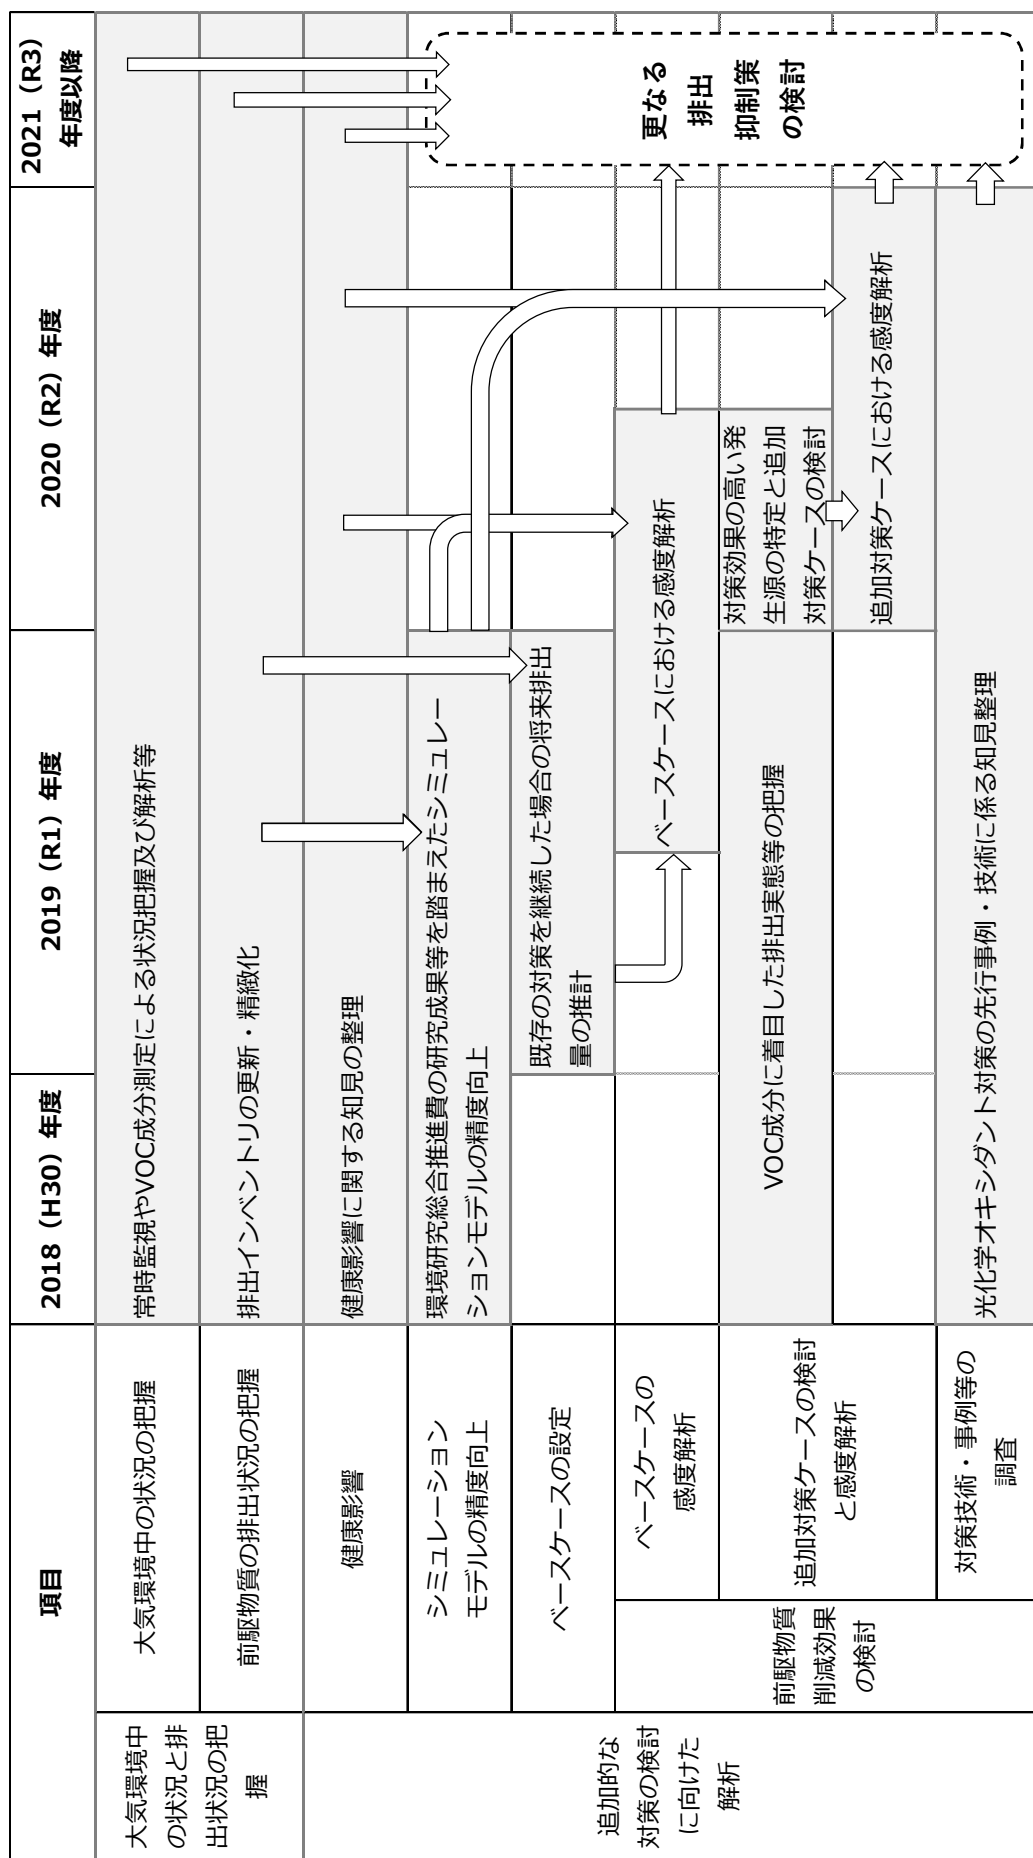 項目
2018（H30）年度
2019（R1）年度
2020（R2）年度
2021（R3）
年度以降
大気環境中
の状況と排
出状況の把
握
大気環境中の状況の把握
常時監視やVOC成分測定による状況把握及び解析等
前駆物質の排出状況の把握
排出インベントリの更新・精緻化
追加的な
対策の検討
に向けた
解析
健康影響
健康影響に関する知見の整理
シミュレーション
モデルの精度向上
環境研究総合推進費の研究成果等を踏まえたシミュレー
ションモデルの精度向上
ベースケースの設定
既存の対策を継続した場合の将来排出
量の推計
前駆物質
削減効果
の検討
ベースケースの
感度解析
ベースケースにおける感度解析
追加対策ケースの検討
と感度解析
VOC成分に着目した排出実態等の把握
対策効果の高い発
生源の特定と追加
対策ケースの検討
追加対策ケースにおける感度解析
対策技術・事例等の
調査
光化学オキシダント対策の先行事例・技術に係る知見整理
更なる
排出
抑制策
の検討